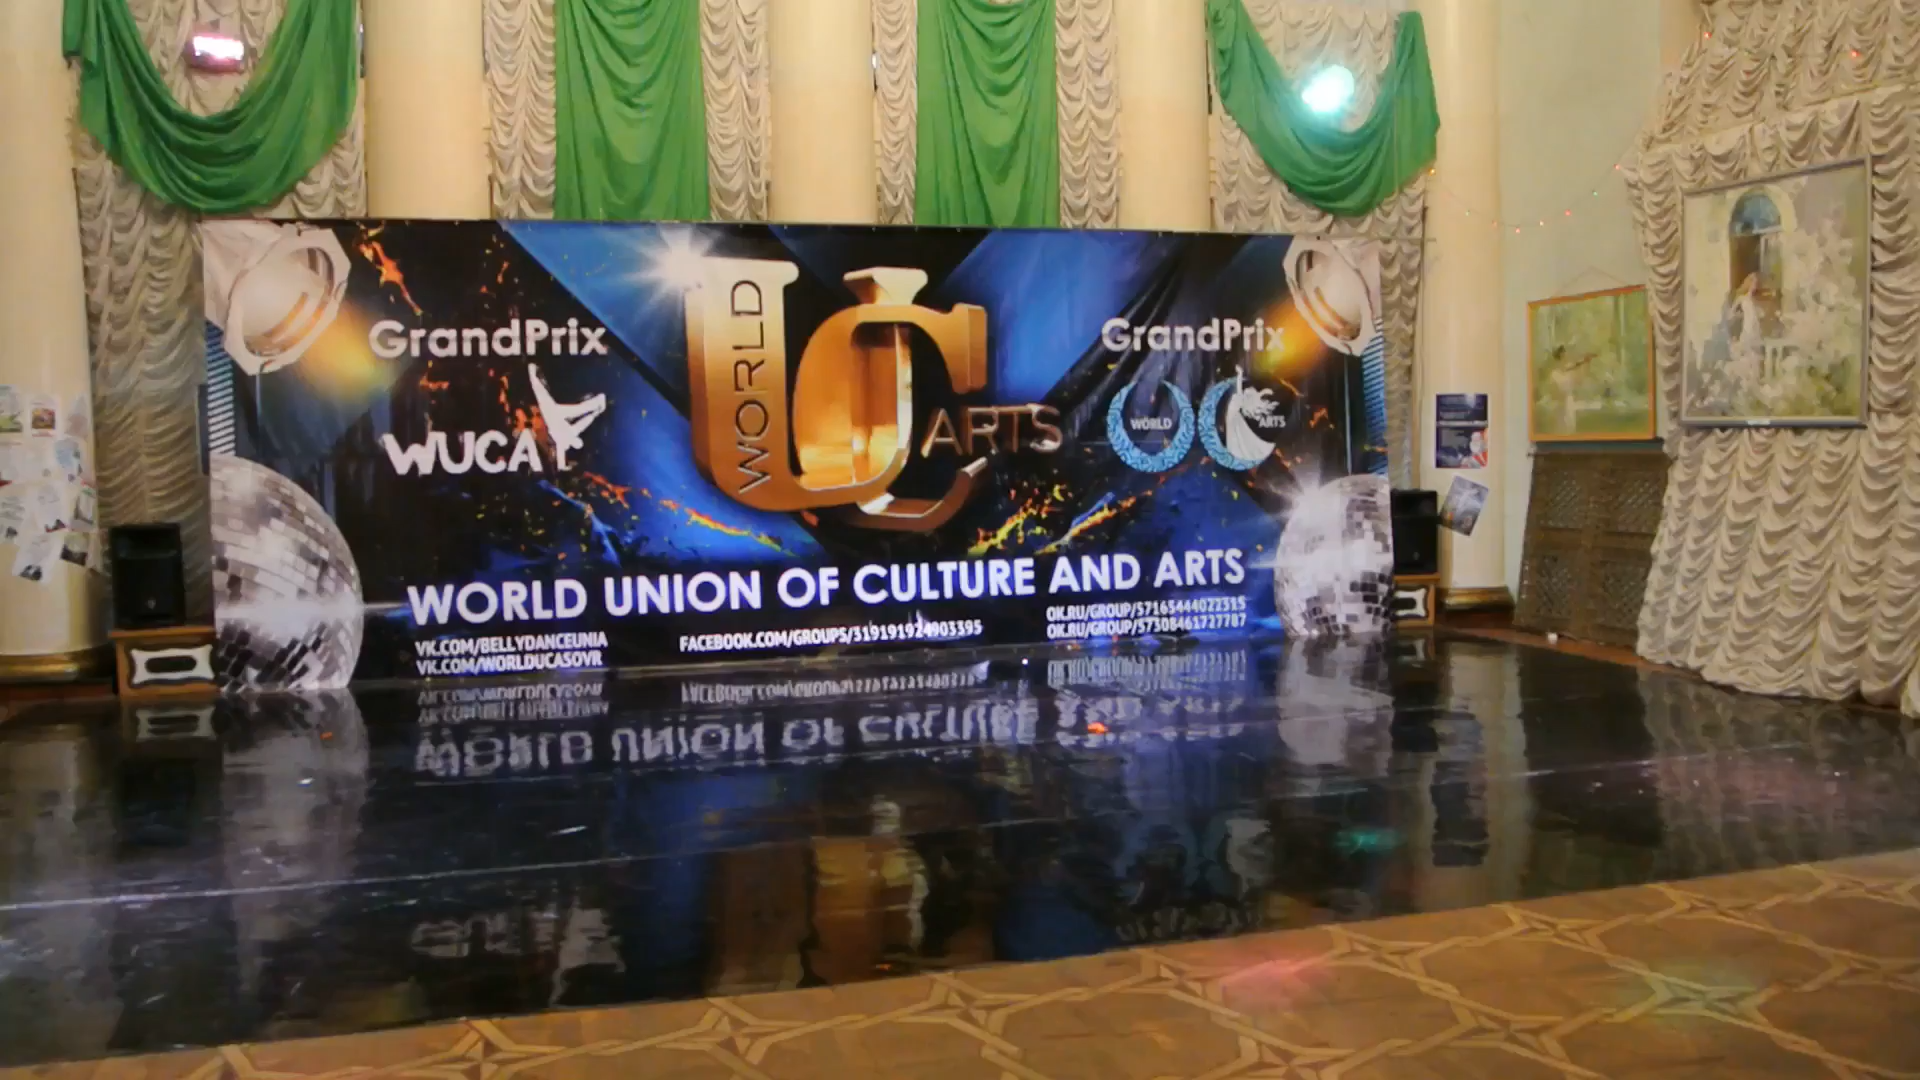 GrandPrix
WUCA
WORLD
UC
ARTS
GrandPrix
WORLD
ARTS
WORLD UNION OF CULTURE AND ARTS
VK.COM/BELLYDANCEUNIA
VK.COM/WORLDUCASOVR
FACEBOOK.COM/GROUPS/319191924903395
OK.RU/GROUP/57165444022315
OK.RU/GROUP/57308461727787